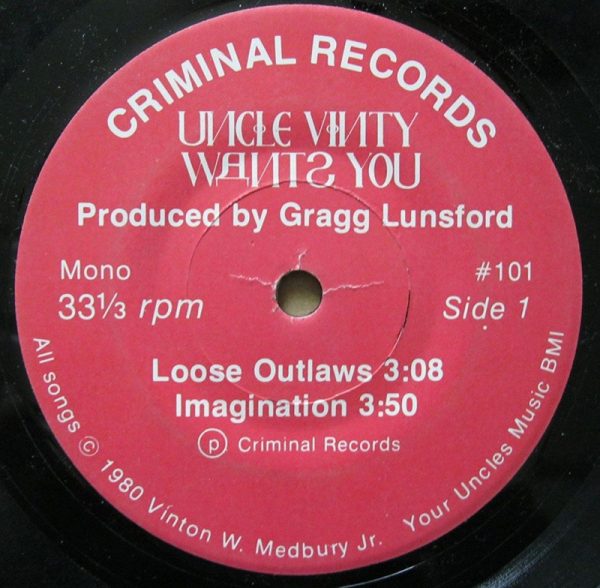 CRIMINAL RECORDS
UNCLE VINTY
WANTS YOU
Produced by Gragg Lunsford
Mono
#101
33⅓ rpm
Side 1
Loose Outlaws 3:08
Imagination 3:50
℗ Criminal Records
All songs © 1980 Vinton W. Medbury Jr. Your Uncles Music BMI